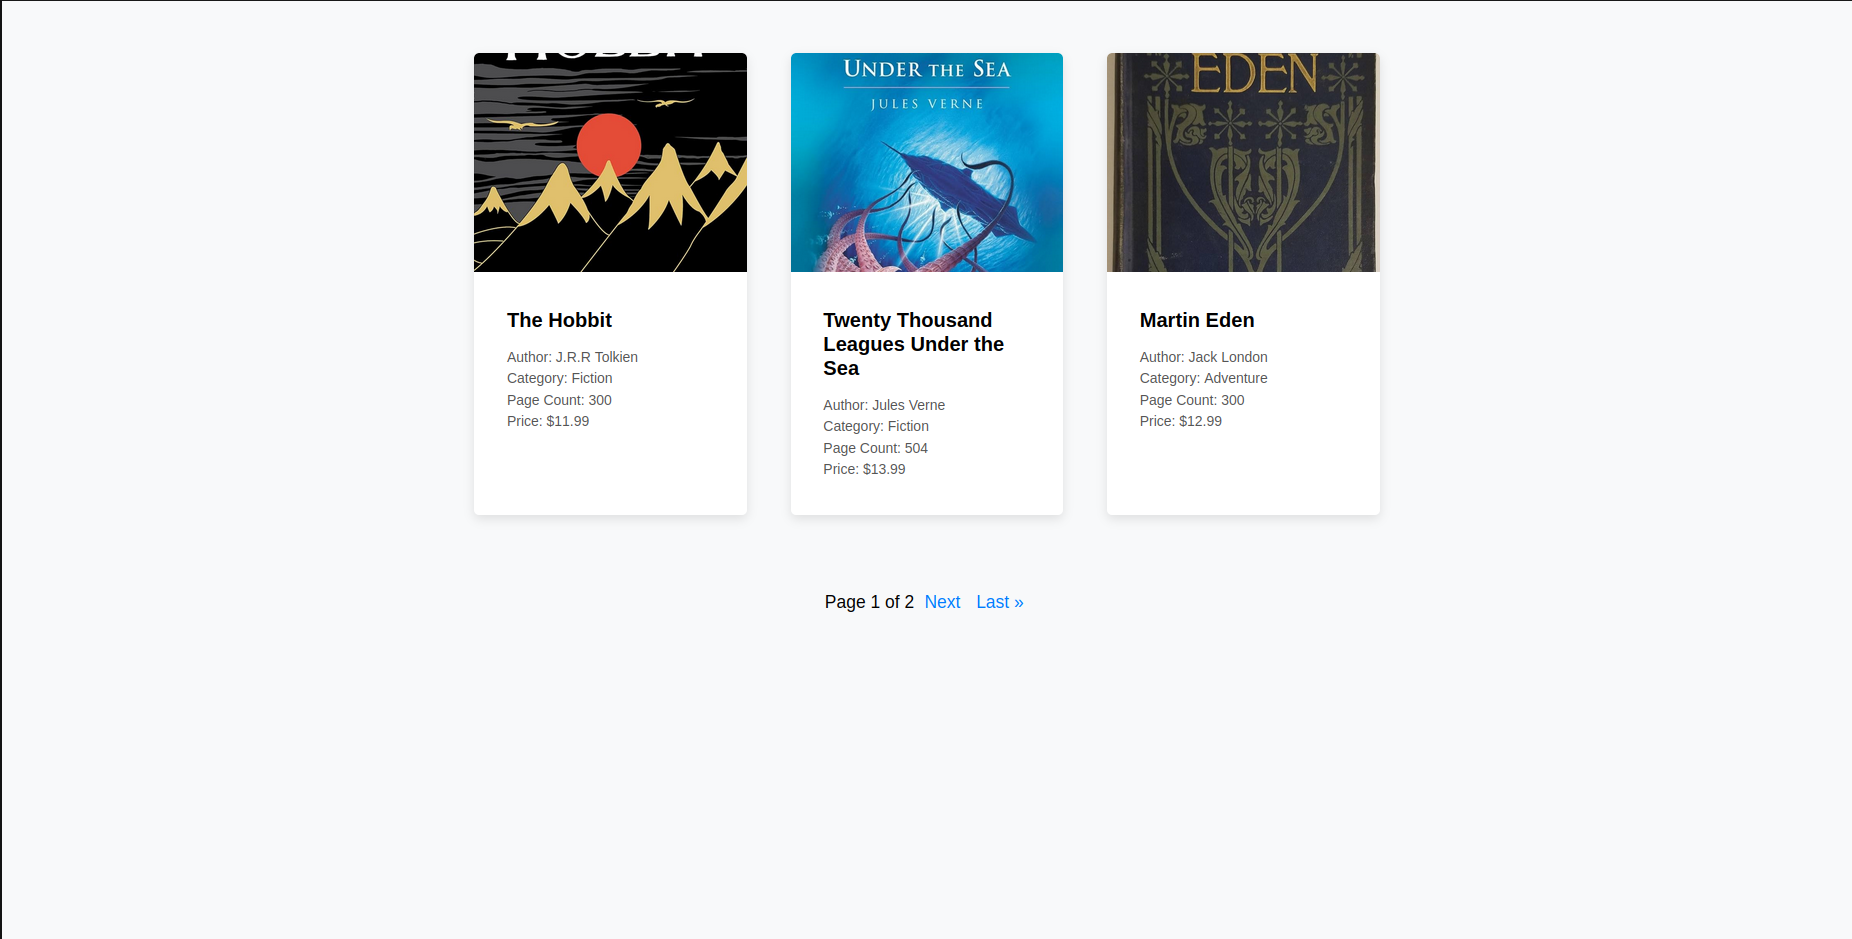 HOBBIT
The Hobbit
Author: J.R.R Tolkien
Category: Fiction
Page Count: 300
Price: $11.99
UNDER THE SEA
JULES VERNE
Twenty Thousand
Leagues Under the
Sea
Author: Jules Verne
Category: Fiction
Page Count: 504
Price: $13.99
EDEN
Martin Eden
Author: Jack London
Category: Adventure
Page Count: 300
Price: $12.99
Page 1 of 2 Next Last »